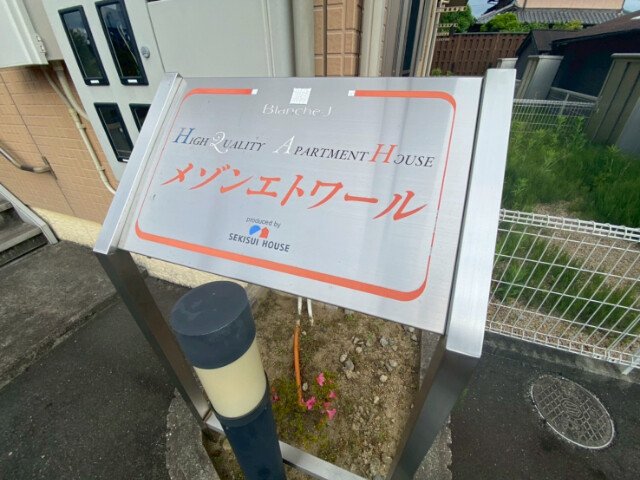 Blanche J
HIGH QUALITY APARTMENT HOUSE
メゾンエトワール
produced by
SEKISUI HOUSE